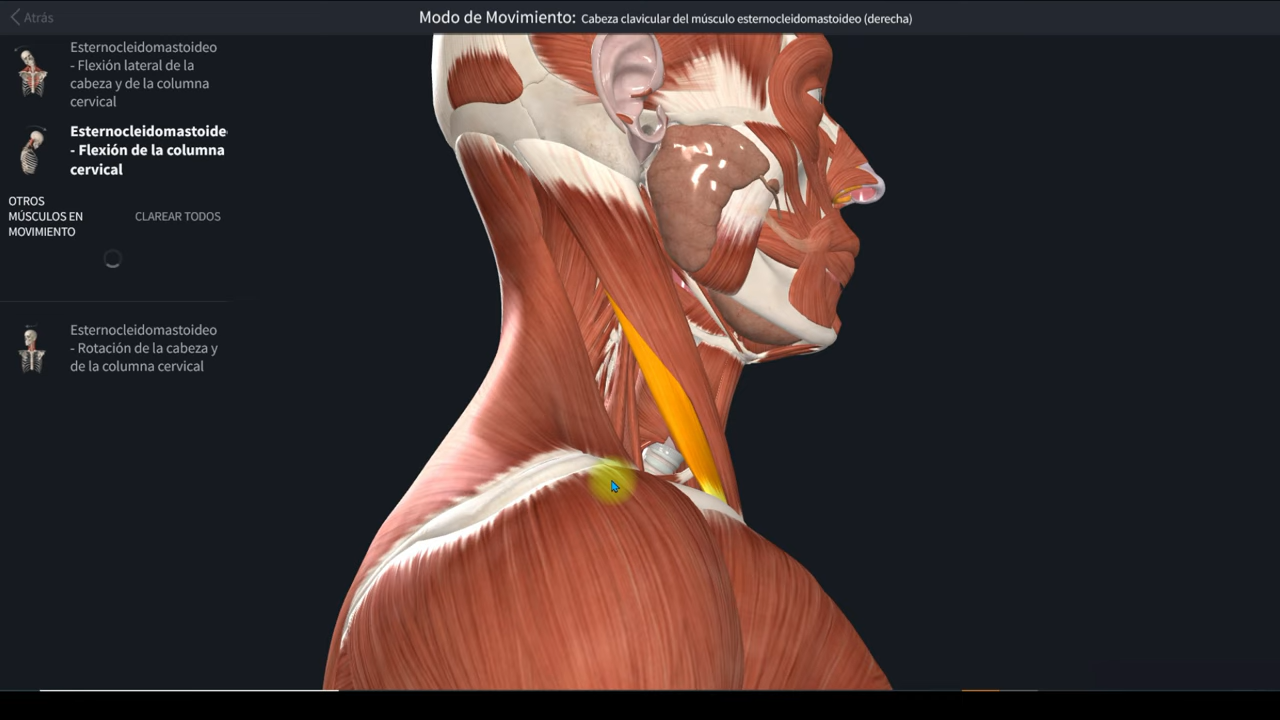 Atrás
Modo de Movimiento: Cabeza clavicular del músculo esternocleidomastoideo (derecha)
Esternocleidomastoideo
- Flexión lateral de la
cabeza y de la columna
cervical
Esternocleidomastoide
- Flexión de la columna
cervical
OTROS
MÚSCULOS EN
MOVIMIENTO
CLAREAR TODOS
Esternocleidomastoideo
- Rotación de la cabeza y
de la columna cervical